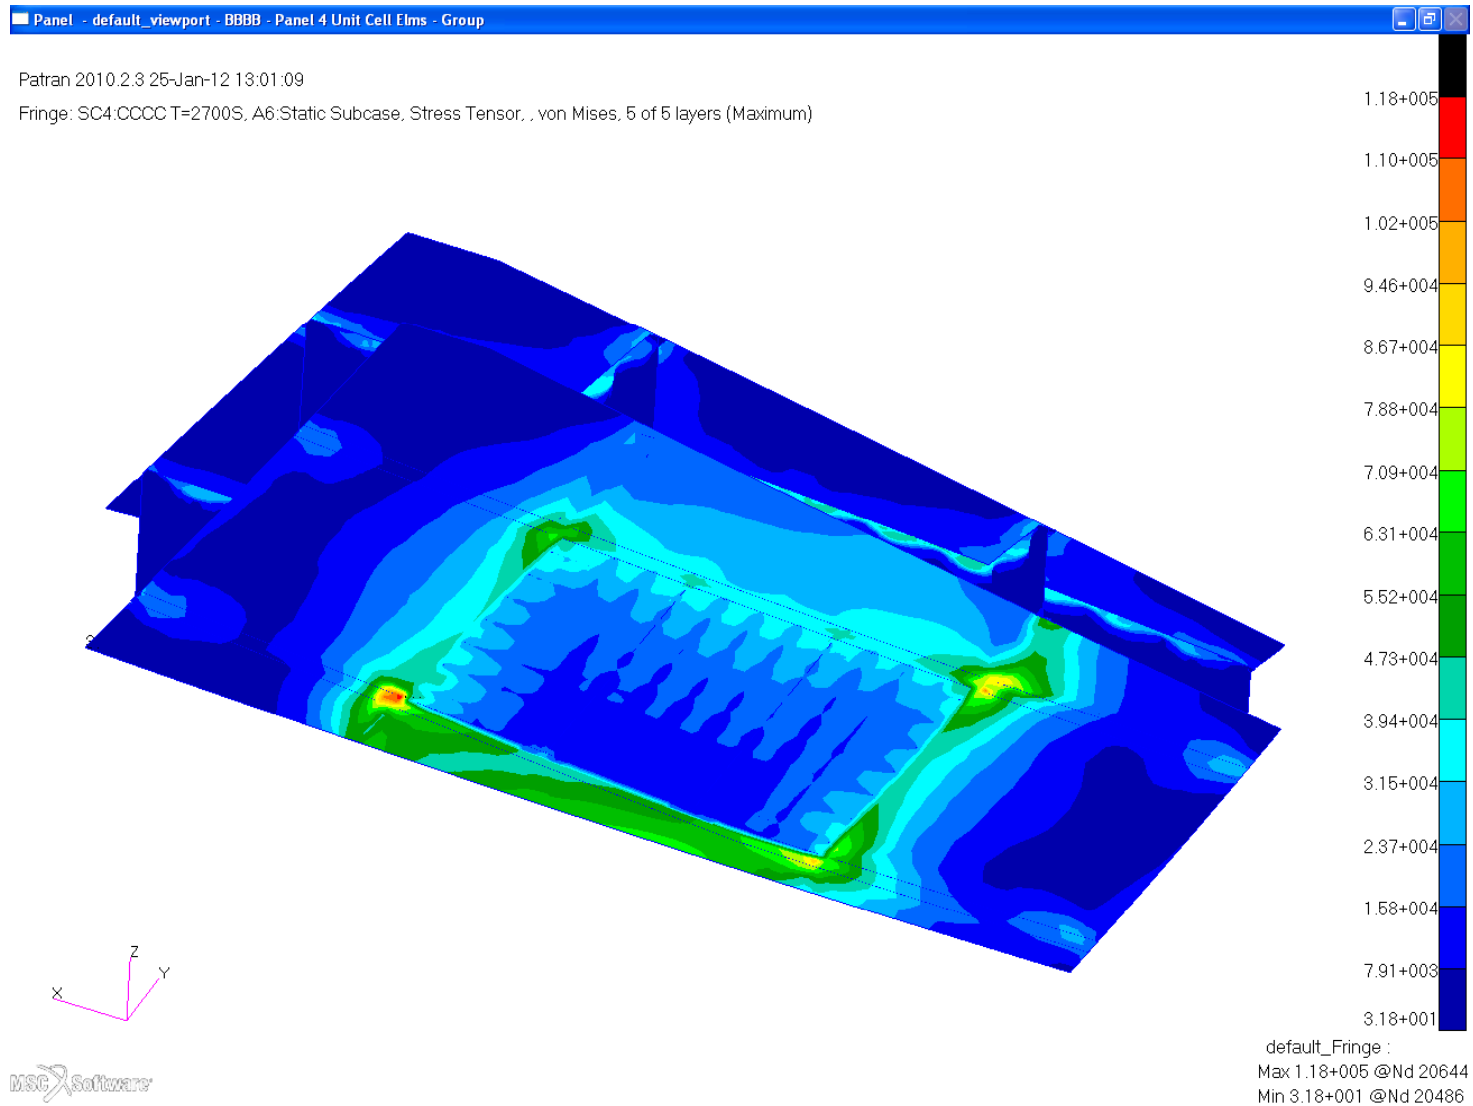 Panel - default_viewport - BBBB - Panel 4 Unit Cell Elms - Group
Patran 2010.2.3 25-Jan-12 13:01:09
Fringe: SC4:CCCC T=2700S, A6:Static Subcase, Stress Tensor, , von Mises, 5 of 5 layers (Maximum)
1.18+005
1.10+005
1.02+005
9.46+004
8.67+004
7.88+004
7.09+004
6.31+004
5.52+004
4.73+004
3.94+004
3.15+004
2.37+004
1.58+004
7.91+003
3.18+001
Z
Y
X
default_Fringe :
Max 1.18+005 @Nd 20644
Min 3.18+001 @Nd 20486
MSC Software